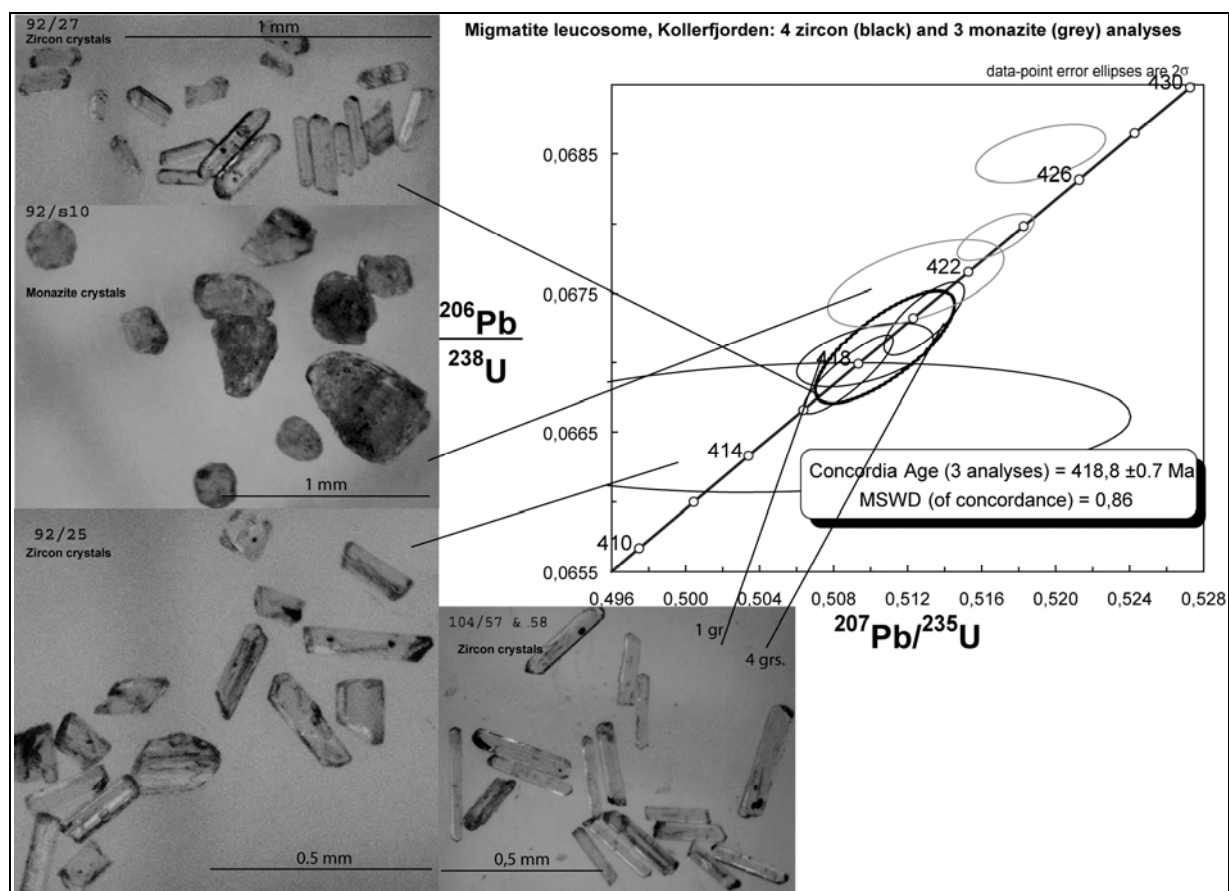 92/27
Zircon crystals
1 mm
92/s10
Monazite crystals
1 mm
92/25
Zircon crystals
0.5 mm
104/57 & .58
Zircon crystals
0,5 mm
1 gr
4 grs.
Migmatite leucosome, Kollerfjorden: 4 zircon (black) and 3 monazite (grey) analyses
data-point error ellipses are 2σ
430
426
422
418
414
410
0,0685
0,0675
0,0665
0,0655
206Pb
238U
0,496 0,500 0,504 0,508 0,512 0,516 0,520 0,524 0,528
207Pb/235U
Concordia Age (3 analyses) = 418,8 ±0.7 Ma
MSWD (of concordance) = 0,86